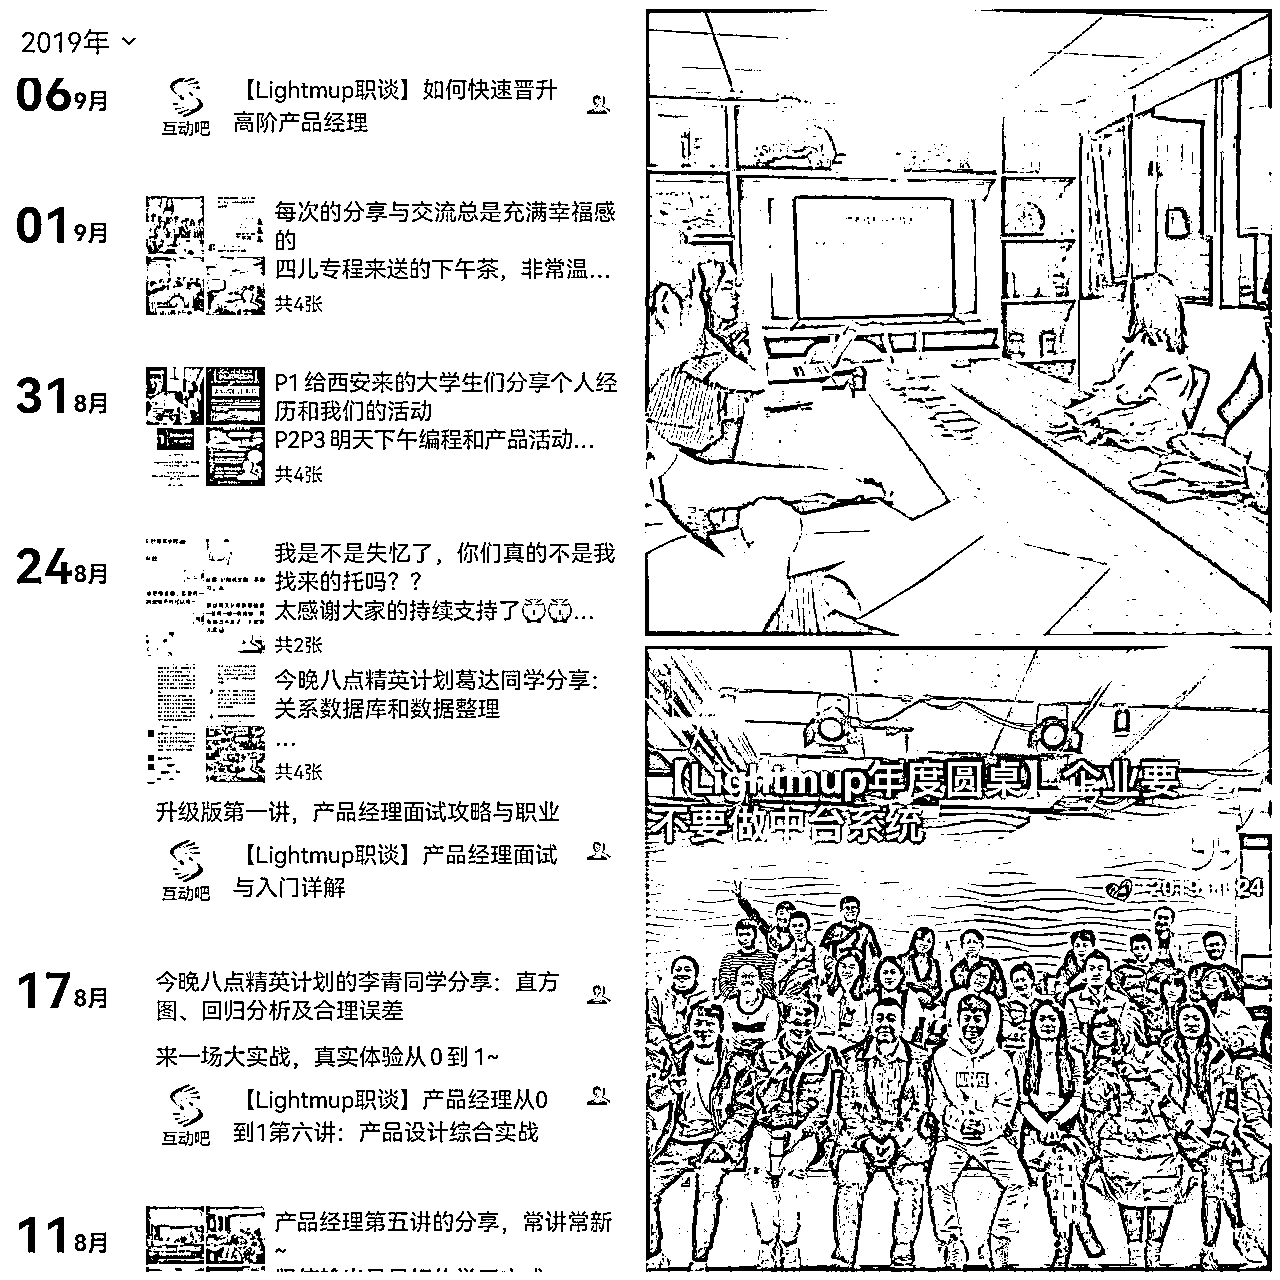 2019年
06 9月
【Lightmup职谈】如何快速晋升
高阶产品经理
互动吧
01 9月
每次的分享与交流总是充满幸福感
的
四儿专程来送的下午茶，非常温...
共4张
31 8月
P1 给西安来的大学生们分享个人经
历和我们的活动
P2P3 明天下午编程和产品活动...
共4张
24 8月
我是不是失忆了，你们真的不是我
找来的托吗？？
太感谢大家的持续支持了...
共2张
今晚八点精英计划葛达同学分享：
关系数据库和数据整理
...
共4张
升级版第一讲，产品经理面试攻略与职业
【Lightmup职谈】产品经理面试
与入门详解
互动吧
17 8月
今晚八点精英计划的李青同学分享：直方
图、回归分析及合理误差
来一场大实战，真实体验从0到1~
【Lightmup职谈】产品经理从0
到1第六讲：产品设计综合实战
互动吧
11 8月
产品经理第五讲的分享，常讲常新
~
【Lightmup年度圆桌】企业要
不要做中台系统